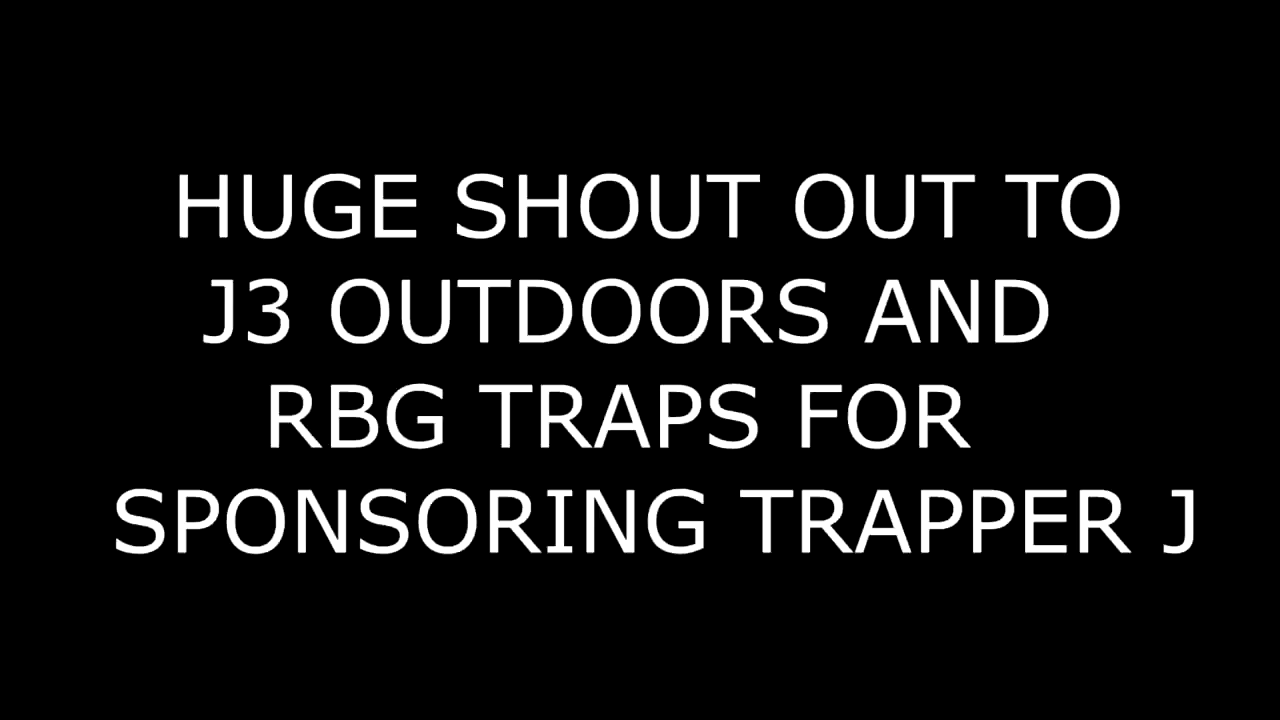 HUGE SHOUT OUT TO
J3 OUTDOORS AND
RBG TRAPS FOR
SPONSORING TRAPPER J